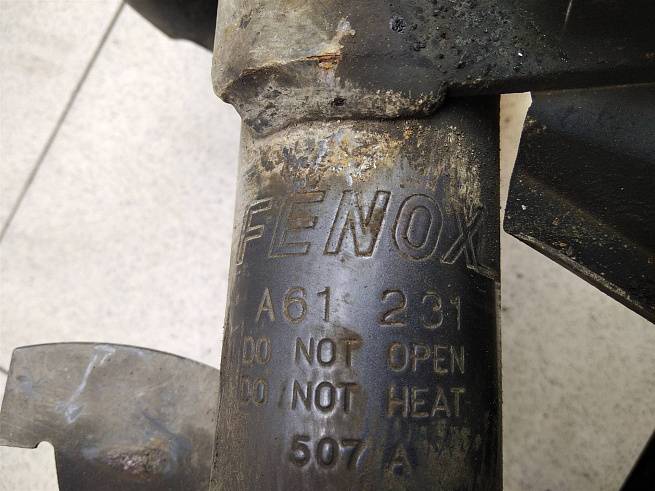 FENOX
A61 231
DO NOT OPEN
DO NOT HEAT
507 A